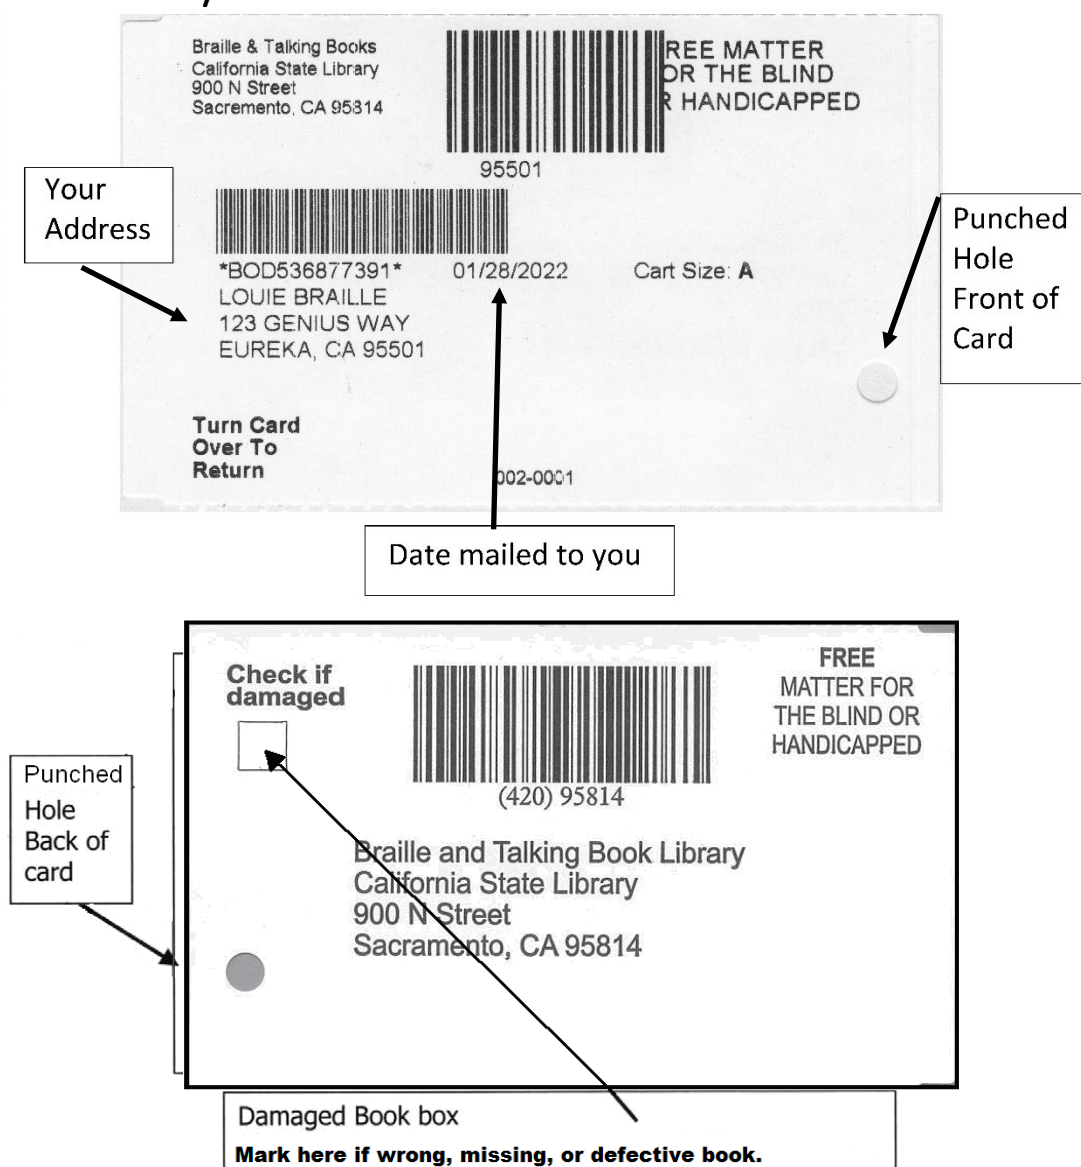 Braille & Talking Books
California State Library
900 N Street
Sacremento, CA 95814
REE MATTER
OR THE BLIND
R HANDICAPPED
95501
Your
Address
Punched
Hole
Front of
Card
*BOD536877391* 01/28/2022 Cart Size: A
LOUIE BRAILLE
123 GENIUS WAY
EUREKA, CA 95501
Turn Card
Over To
Return
002-0001
Date mailed to you
Check if
damaged
FREE
MATTER FOR
THE BLIND OR
HANDICAPPED
(420) 95814
Punched
Hole
Back of
card
Braille and Talking Book Library
California State Library
900 N Street
Sacramento, CA 95814
Damaged Book box
Mark here if wrong, missing, or defective book.